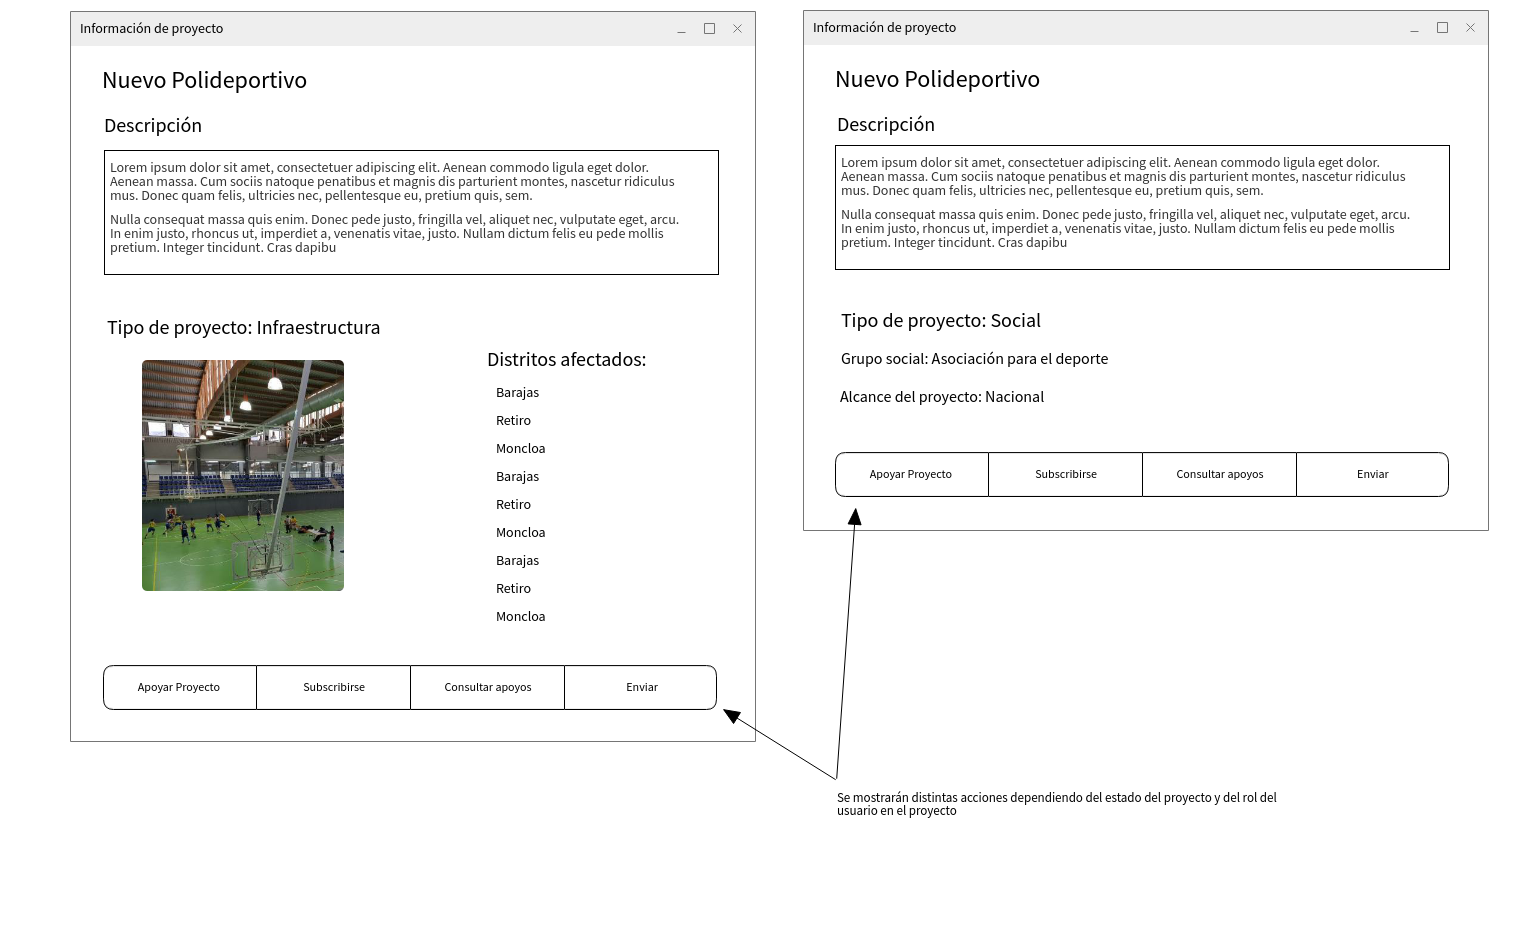 Información de proyecto
Nuevo Polideportivo
Descripción
Lorem ipsum dolor sit amet, consectetuer adipiscing elit. Aenean commodo ligula eget dolor.
Aenean massa. Cum sociis natoque penatibus et magnis dis parturient montes, nascetur ridiculus
mus. Donec quam felis, ultricies nec, pellentesque eu, pretium quis, sem.
Nulla consequat massa quis enim. Donec pede justo, fringilla vel, aliquet nec, vulputate eget, arcu.
In enim justo, rhoncus ut, imperdiet a, venenatis vitae, justo. Nullam dictum felis eu pede mollis
pretium. Integer tincidunt. Cras dapibu
Tipo de proyecto: Infraestructura
Distritos afectados:
Barajas
Retiro
Moncloa
Barajas
Retiro
Moncloa
Barajas
Retiro
Moncloa
Apoyar Proyecto
Subscribirse
Consultar apoyos
Enviar
Información de proyecto
Nuevo Polideportivo
Descripción
Lorem ipsum dolor sit amet, consectetuer adipiscing elit. Aenean commodo ligula eget dolor.
Aenean massa. Cum sociis natoque penatibus et magnis dis parturient montes, nascetur ridiculus
mus. Donec quam felis, ultricies nec, pellentesque eu, pretium quis, sem.
Nulla consequat massa quis enim. Donec pede justo, fringilla vel, aliquet nec, vulputate eget, arcu.
In enim justo, rhoncus ut, imperdiet a, venenatis vitae, justo. Nullam dictum felis eu pede mollis
pretium. Integer tincidunt. Cras dapibu
Tipo de proyecto: Social
Grupo social: Asociación para el deporte
Alcance del proyecto: Nacional
Apoyar Proyecto
Subscribirse
Consultar apoyos
Enviar
Se mostrarán distintas acciones dependiendo del estado del proyecto y del rol del
usuario en el proyecto